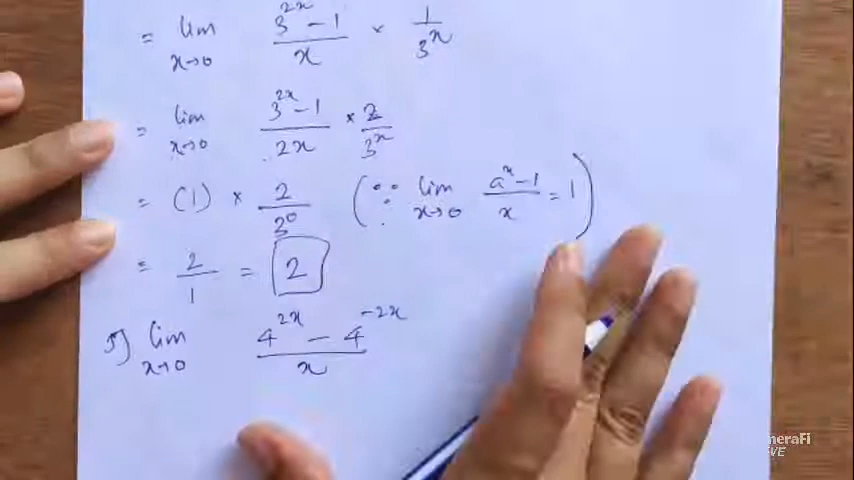 = lim x→0 (3^{2x} - 1)/x × 1/3^x
= lim x→0 (3^{2x} - 1)/2x × 2/3^x
= (1) × 2/3^0 (∵ lim x→0 (a^x - 1)/x = 1)
= 2/1 = 2
5) lim x→0 (4^{2x} - 4^{-2x})/x